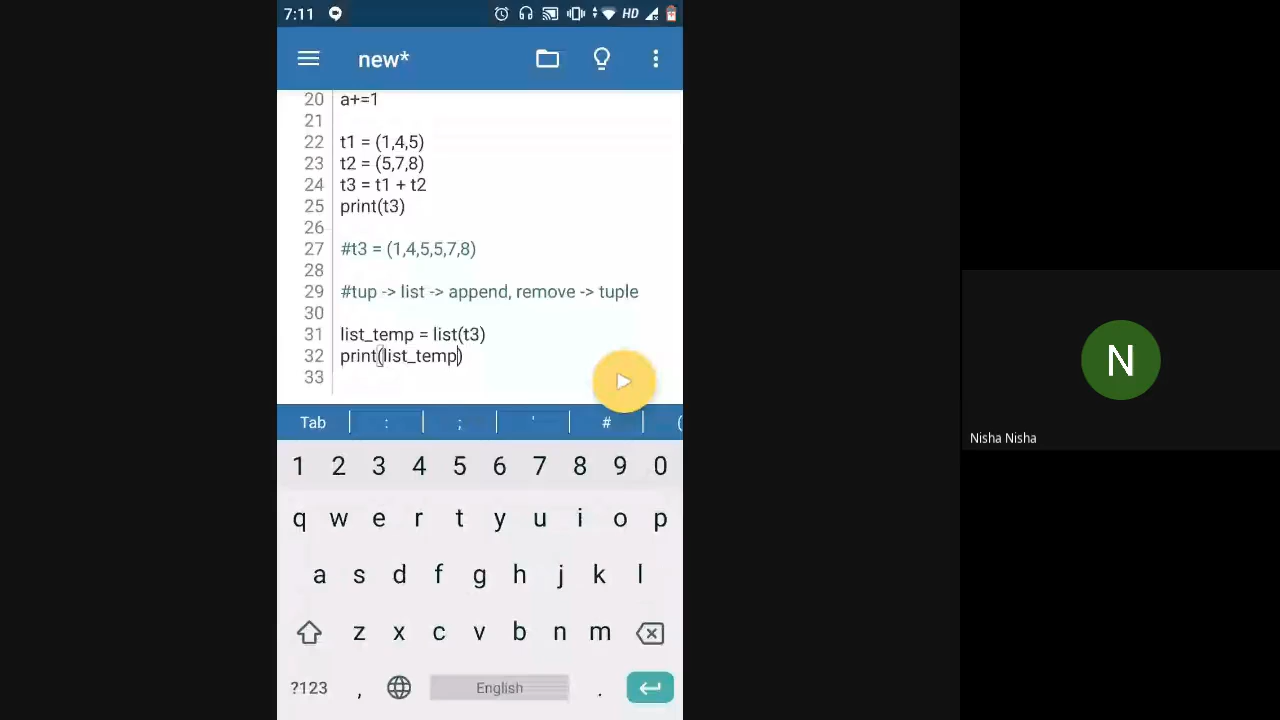 7:11
HD
new*
20 a+=1
21
22 t1 = (1,4,5)
23 t2 = (5,7,8)
24 t3 = t1 + t2
25 print(t3)
26
27 #t3 = (1,4,5,5,7,8)
28
29 #tup -> list -> append, remove -> tuple
30
31 list_temp = list(t3)
32 print(list_temp)
33
Tab : ; ' # (
1 2 3 4 5 6 7 8 9 0
q w e r t y u i o p
a s d f g h j k l
z x c v b n m
?123 , English .
N
Nisha Nisha